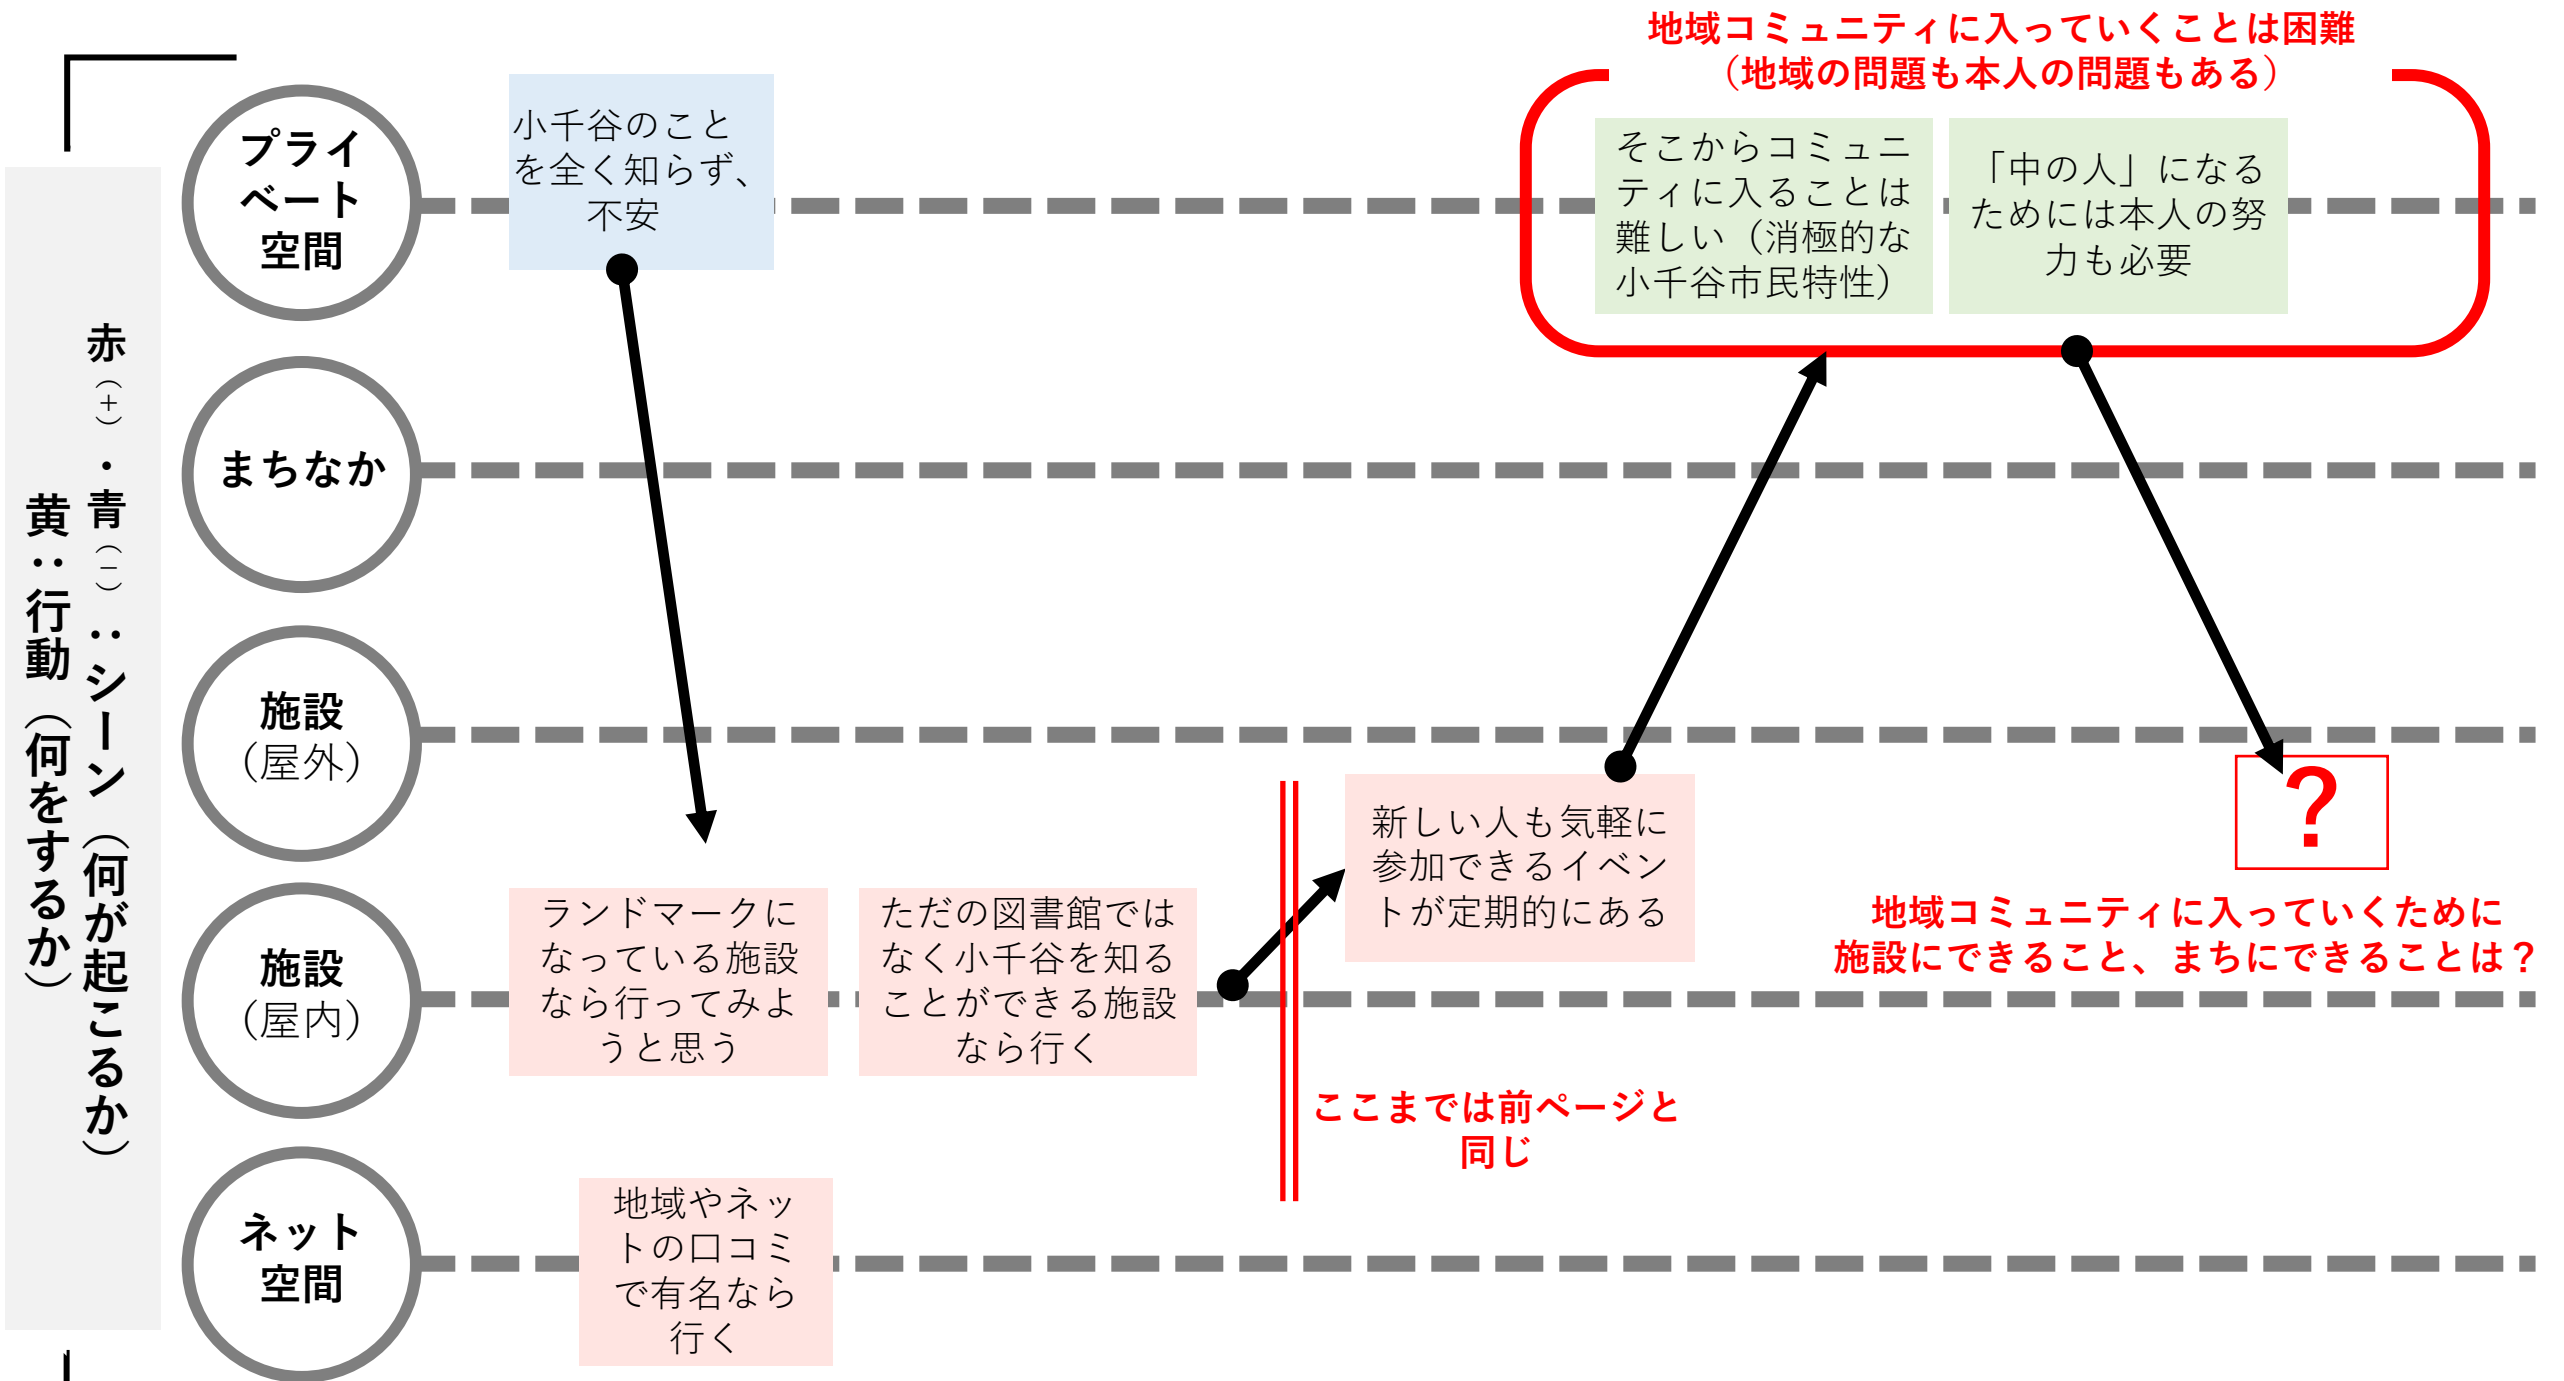 地域コミュニティに入っていくことは困難
（地域の問題も本人の問題もある）
赤（＋）・青（－）：シーン（何が起こるか）
黄：行動（何をするか）
プライ
ベート
空間
小千谷のこと
を全く知らず、
不安
そこからコミュニ
ティに入ることは
難しい（消極的な
小千谷市民特性）
「中の人」になる
ためには本人の努
力も必要
まちなか
施設
（屋外）
新しい人も気軽に
参加できるイベン
トが定期的にある
？
地域コミュニティに入っていくために
施設にできること、まちにできることは？
施設
（屋内）
ランドマークに
なっている施設
なら行ってみよ
うと思う
ただの図書館では
なく小千谷を知る
ことができる施設
なら行く
ここまでは前ページと
同じ
ネット
空間
地域やネッ
トの口コミ
で有名なら
行く